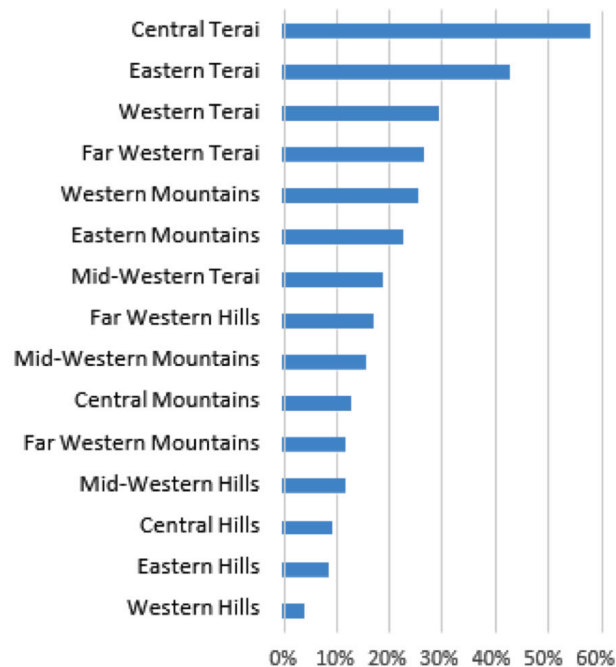 Central Terai
Eastern Terai
Western Terai
Far Western Terai
Western Mountains
Eastern Mountains
Mid-Western Terai
Far Western Hills
Mid-Western Mountains
Central Mountains
Far Western Mountains
Mid-Western Hills
Central Hills
Eastern Hills
Western Hills
0% 10% 20% 30% 40% 50% 60%